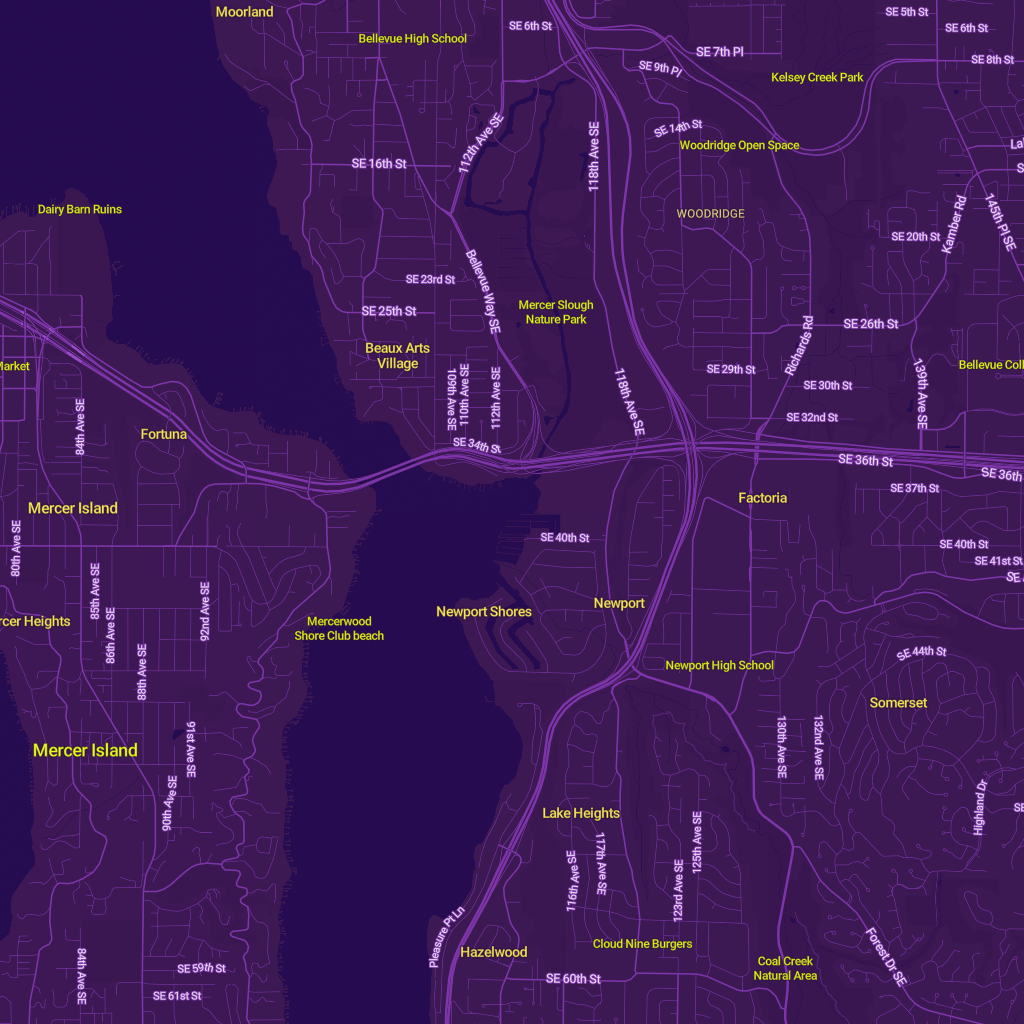 Moorland
SE 6th St
SE 5th St
SE 6th St
Bellevue High School
SE 7th Pl
SE 8th St
SE 9th Pl
Kelsey Creek Park
112th Ave SE
118th Ave SE
SE 14th St
Woodridge Open Space
SE 16th St
Dairy Barn Ruins
WOODRIDGE
Kamber Rd
145th Pl SE
SE 20th St
Bellevue Way SE
SE 23rd St
SE 25th St
Mercer Slough
Nature Park
SE 26th St
Richards Rd
Beaux Arts
Village
Market
SE 29th St
139th Ave SE
SE 30th St
109th Ave SE
110th Ave SE
112th Ave SE
118th Ave SE
SE 32nd St
84th Ave SE
Fortuna
SE 34th St
SE 36th St
SE 36th
SE 37th St
Factoria
Mercer Island
80th Ave SE
SE 40th St
SE 40th St
SE 41st St
85th Ave SE
86th Ave SE
92nd Ave SE
Newport Shores
Newport
Mercerwood
Shore Club beach
88th Ave SE
SE 44th St
Newport High School
Somerset
91st Ave SE
130th Ave SE
132nd Ave SE
Mercer Island
90th Ave SE
Highland Dr
Lake Heights
116th Ave SE
117th Ave SE
123rd Ave SE
125th Ave SE
Pleasure Pt Ln
Hazelwood
Cloud Nine Burgers
Forest Dr SE
84th Ave SE
SE 59th St
SE 60th St
Coal Creek
Natural Area
SE 61st St